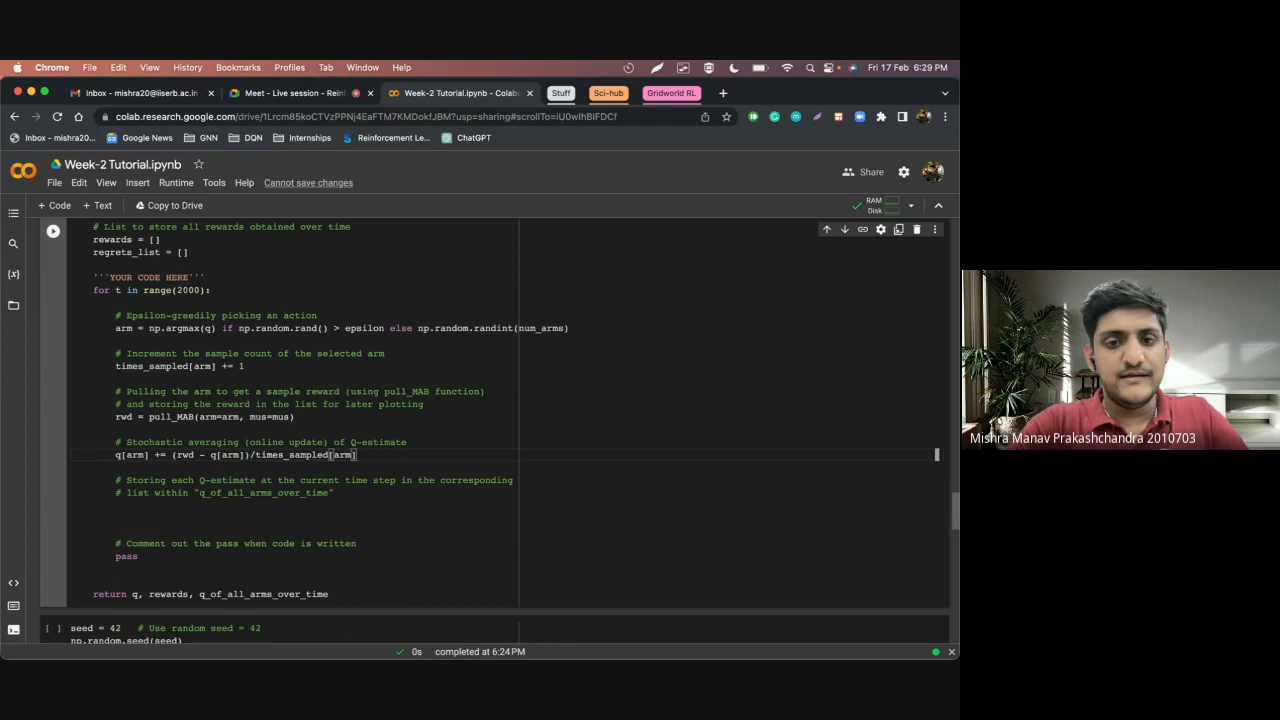 Chrome File Edit View History Bookmarks Profiles Tab Window Help Fri 17 Feb 6:29 PM
Inbox - mishra20@iiserb.ac.in Meet - Live session - Rein Week-2 Tutorial.ipynb - Colab Stuff Sci-hub Gridworld RL
colab.research.google.com/drive/1Lrcm85koCTVzPPNj4EaFTM7KMDokfJBM?usp=sharing#scrollTo=iU0wIhBIFDCf
Inbox - mishra20... Google News GNN DQN Internships Reinforcement Le... ChatGPT
Week-2 Tutorial.ipynb
File Edit View Insert Runtime Tools Help Cannot save changes Share
+ Code + Text Copy to Drive RAM
Disk
# List to store all rewards obtained over time
rewards = []
regrets_list = []
'''YOUR CODE HERE'''
for t in range(2000):
# Epsilon-greedily picking an action
arm = np.argmax(q) if np.random.rand() > epsilon else np.random.randint(num_arms)
# Increment the sample count of the selected arm
times_sampled[arm] += 1
# Pulling the arm to get a sample reward (using pull_MAB function)
# and storing the reward in the list for later plotting
rwd = pull_MAB(arm=arm, mus=mus)
# Stochastic averaging (online update) of Q-estimate
q[arm] += (rwd - q[arm])/times_sampled[arm]
# Storing each Q-estimate at the current time step in the corresponding
# list within "q_of_all_arms_over_time"
# Comment out the pass when code is written
pass
return q, rewards, q_of_all_arms_over_time
[ ] seed = 42 # Use random seed = 42
np.random.seed(seed)
0s completed at 6:24 PM
Mishra Manav Prakashchandra 2010703